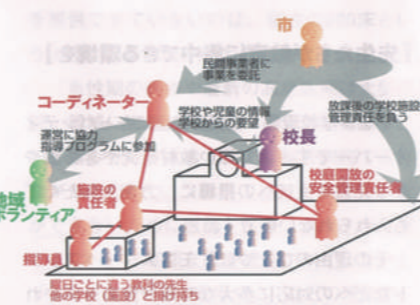 市
民間事業者に
事業を委託
放課後の学校施設
管理責任を負う
コーディネーター
学校や児童の情報
学校からの要望
校長
運営に協力
指導プログラムに参加
地域
ボランティア
施設の
責任者
校庭開放の
安全管理責任者
指導員
曜日ごとに違う教科の先生
他の学校(施設)と掛け持ち